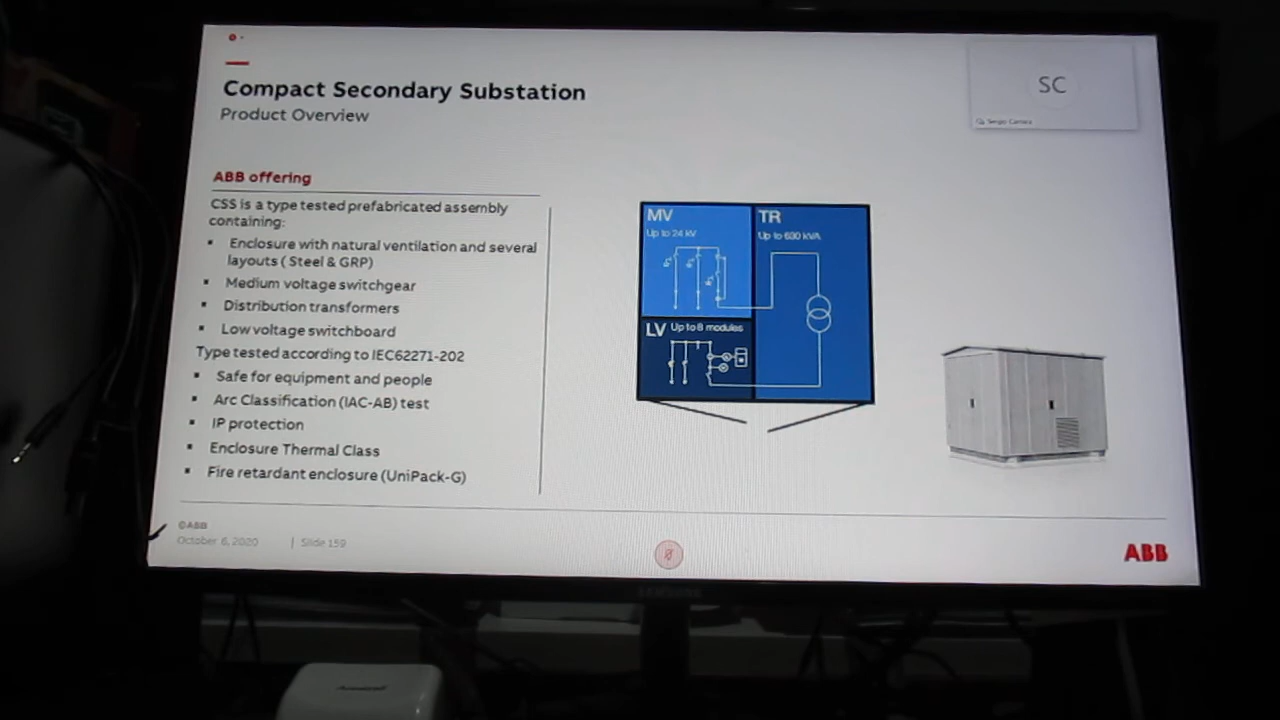 Compact Secondary Substation
Product Overview
SC
ABB offering
CSS is a type tested prefabricated assembly
containing:
▪ Enclosure with natural ventilation and several
layouts ( Steel & GRP)
▪ Medium voltage switchgear
▪ Distribution transformers
▪ Low voltage switchboard
Type tested according to IEC62271-202
▪ Safe for equipment and people
▪ Arc Classification (IAC-AB) test
▪ IP protection
▪ Enclosure Thermal Class
▪ Fire retardant enclosure (UniPack-G)
MV
Up to 24 kV
TR
Up to 630 kVA
LV Up to 8 modules
©ABB
October 6, 2020 | Slide 159
ABB